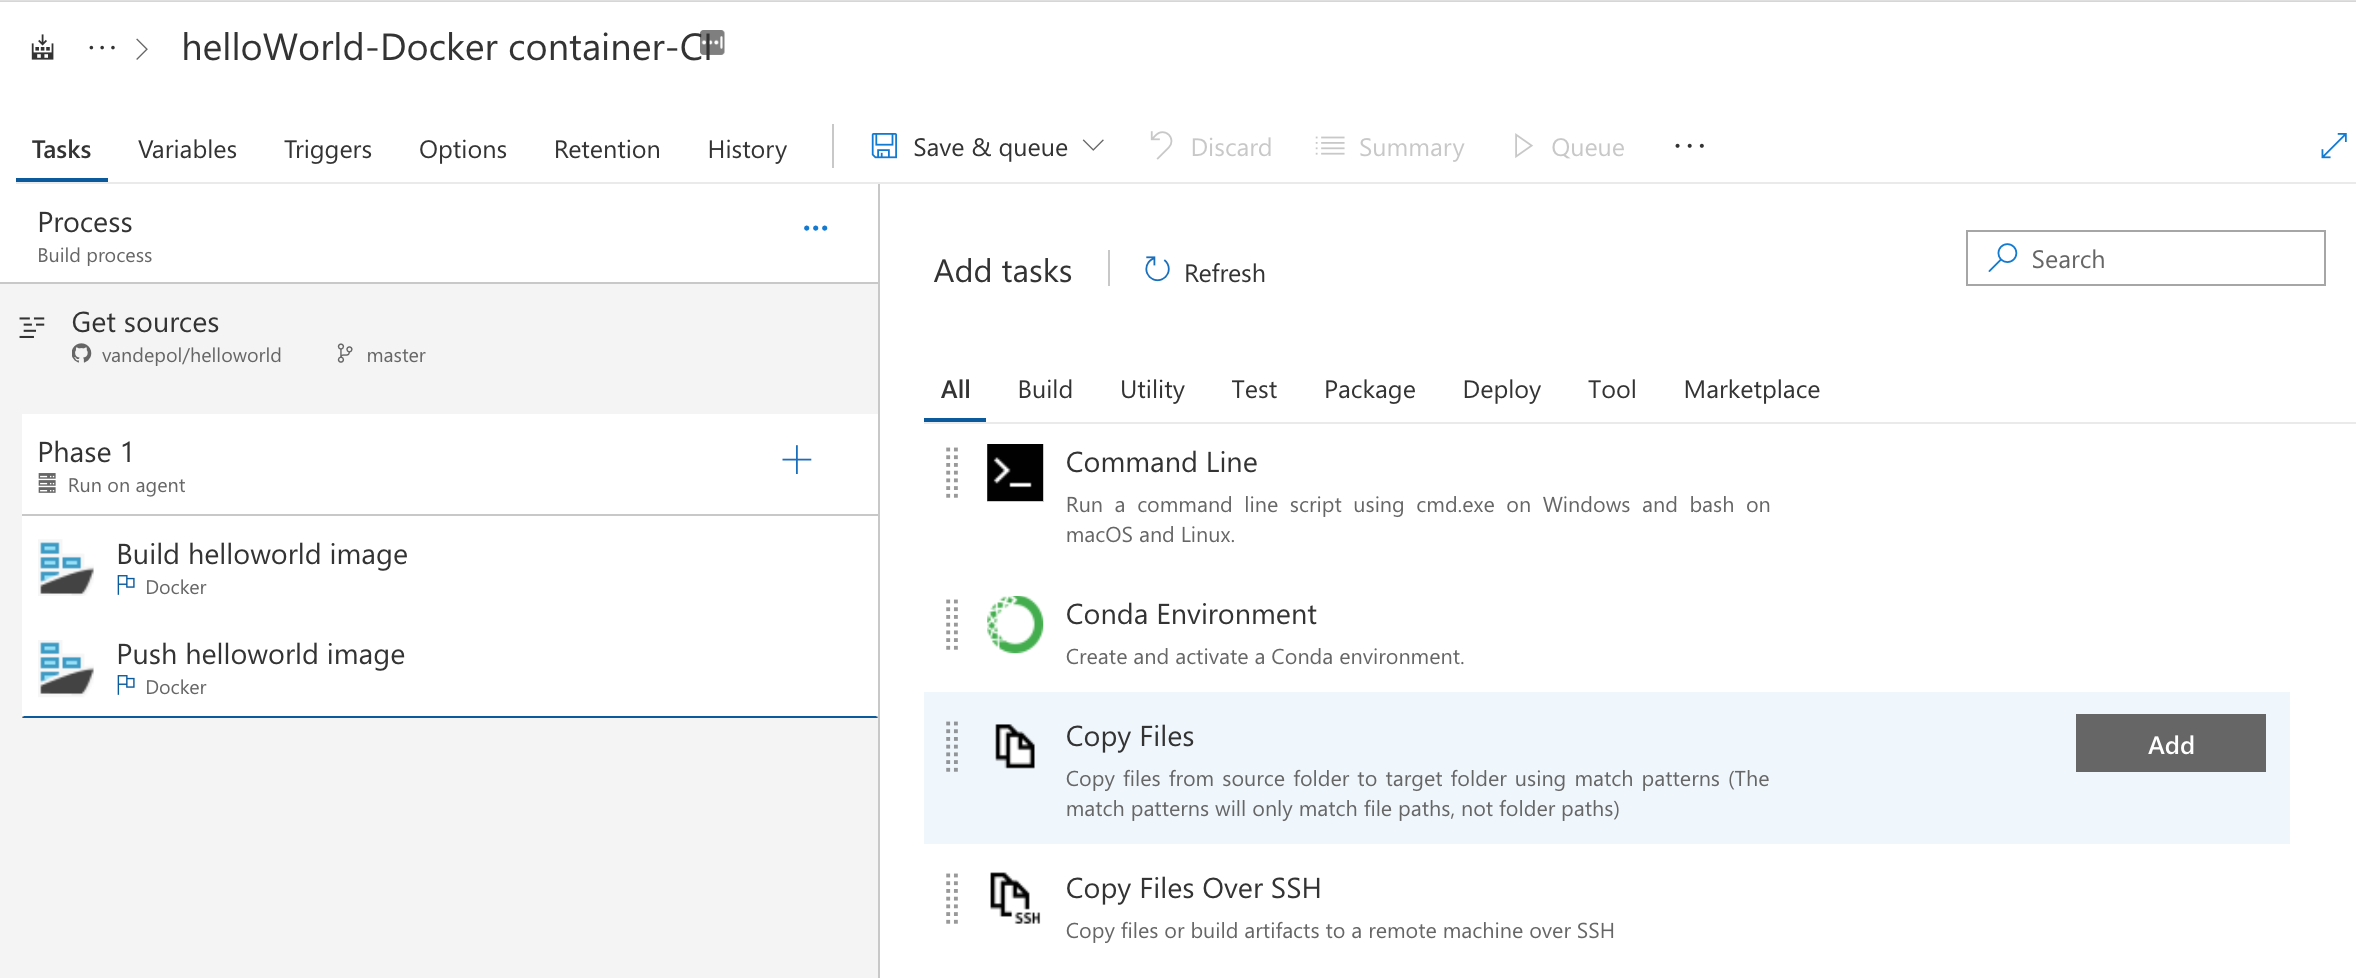 helloWorld-Docker container-CI
Tasks
Variables
Triggers
Options
Retention
History
Save & queue
Discard
Summary
Queue
Process
Build process
Get sources
vandepol/helloworld
master
Phase 1
Run on agent
Build helloworld image
Docker
Push helloworld image
Docker
Add tasks
Refresh
Search
All
Build
Utility
Test
Package
Deploy
Tool
Marketplace
Command Line
Run a command line script using cmd.exe on Windows and bash on
macOS and Linux.
Conda Environment
Create and activate a Conda environment.
Copy Files
Add
Copy files from source folder to target folder using match patterns (The
match patterns will only match file paths, not folder paths)
SSH
Copy Files Over SSH
Copy files or build artifacts to a remote machine over SSH